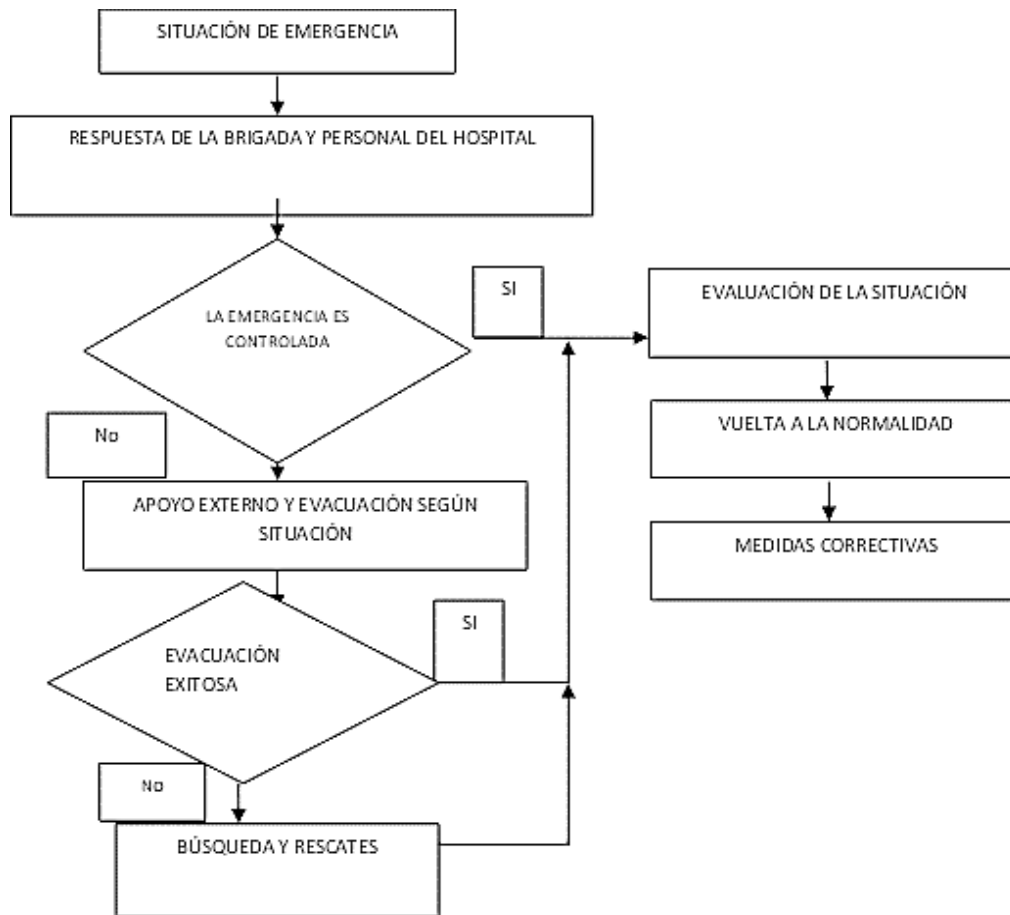 SITUACIÓN DE EMERGENCIA
RESPUESTA DE LA BRIGADA Y PERSONAL DEL HOSPITAL
LA EMERGENCIA ES
CONTROLADA
SI
EVALUACIÓN DE LA SITUACIÓN
VUELTA A LA NORMALIDAD
MEDIDAS CORRECTIVAS
No
APOYO EXTERNO Y EVACUACIÓN SEGÚN
SITUACIÓN
EVACUACIÓN
EXITOSA
SI
No
BÚSQUEDA Y RESCATES